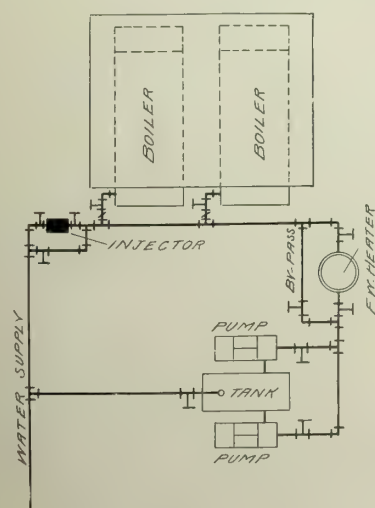 BOILER
BOILER
INJECTOR
BY-PASS
F.W. HEATER
PUMP
WATER SUPPLY
TANK
PUMP